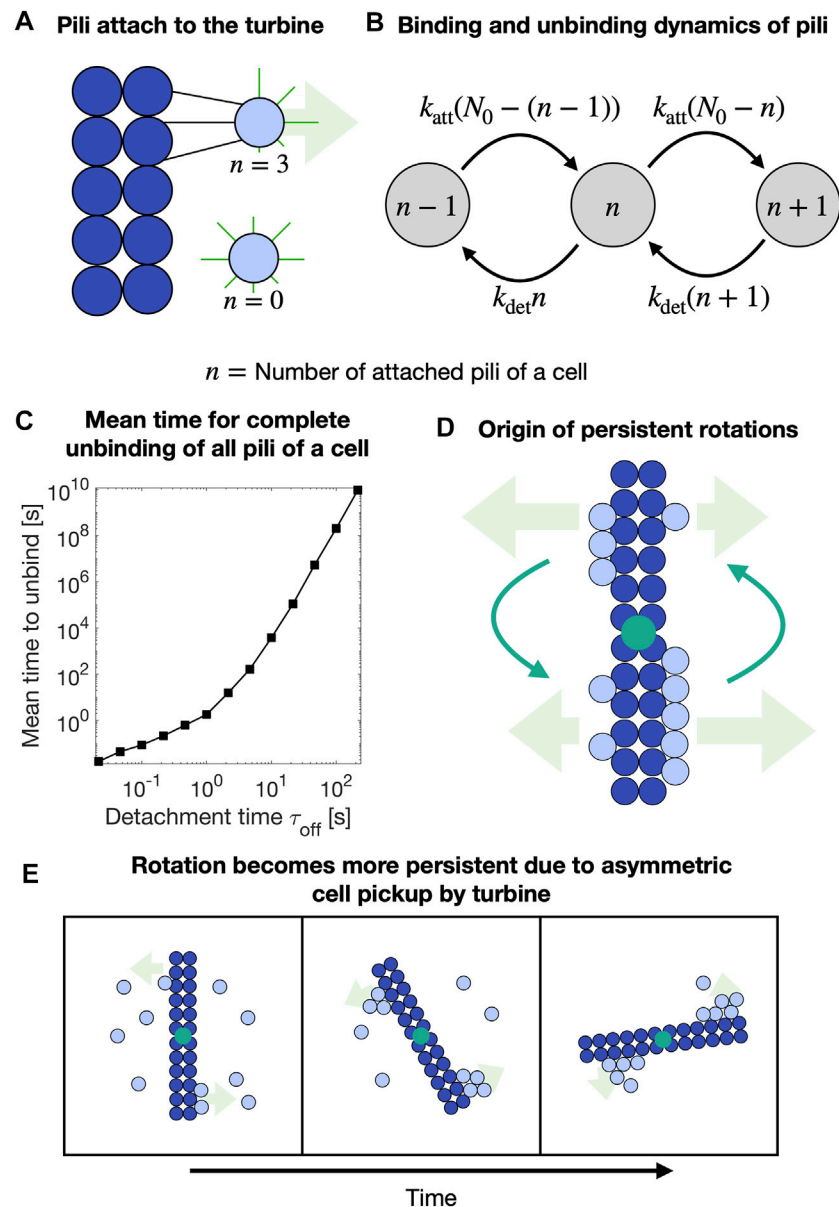 A Pili attach to the turbine
n = 3
n = 0
B Binding and unbinding dynamics of pili
k_att(N_0 − (n − 1)) k_att(N_0 − n)
n − 1 n n + 1
k_det n k_det(n + 1)
n = Number of attached pili of a cell
C Mean time for complete
unbinding of all pili of a cell
Mean time to unbind [s]
10^10
10^8
10^6
10^4
10^2
10^0
10^-1 10^0 10^1 10^2
Detachment time τ_off [s]
D Origin of persistent rotations
E Rotation becomes more persistent due to asymmetric
cell pickup by turbine
Time